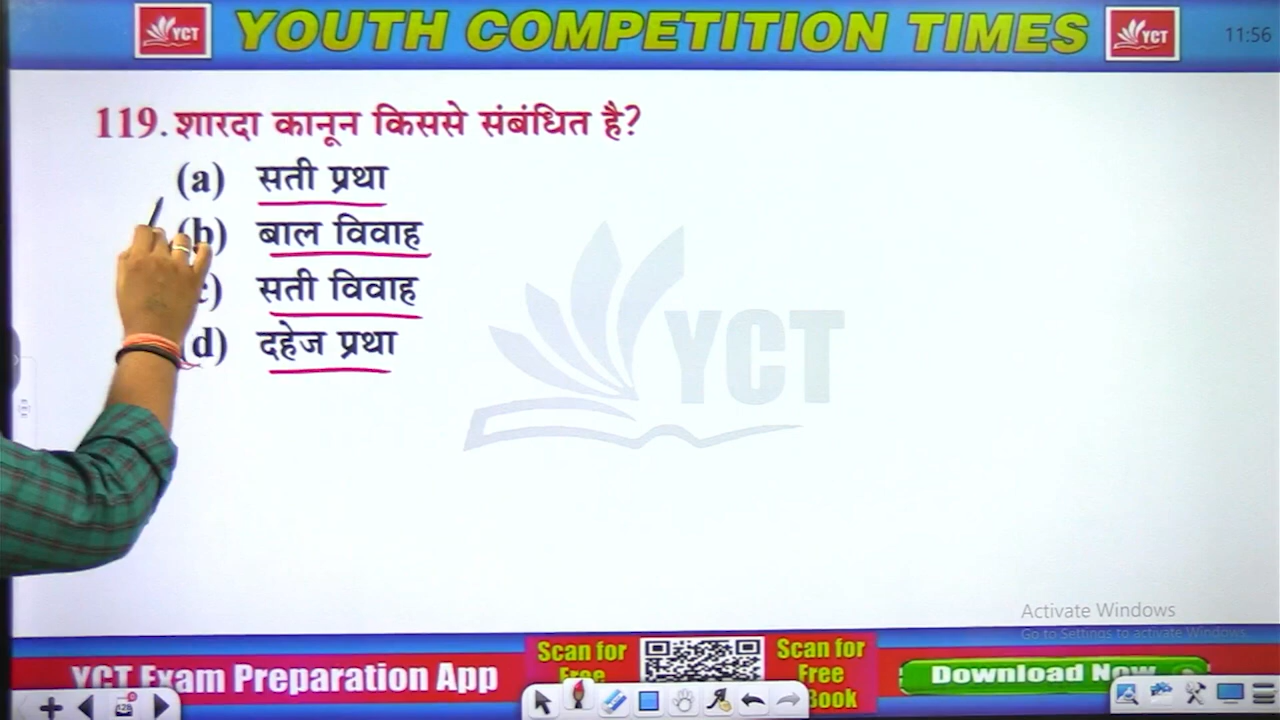 YCT
YOUTH COMPETITION TIMES
YCT
11:56
119. शारदा कानून किससे संबंधित है?
(a) सती प्रथा
(b) बाल विवाह
(c) सती विवाह
(d) दहेज प्रथा
YCT
Activate Windows
Go to Settings to activate Windows.
YCT Exam Preparation App
Scan for
Free
Scan for
Free
Book
Download Now